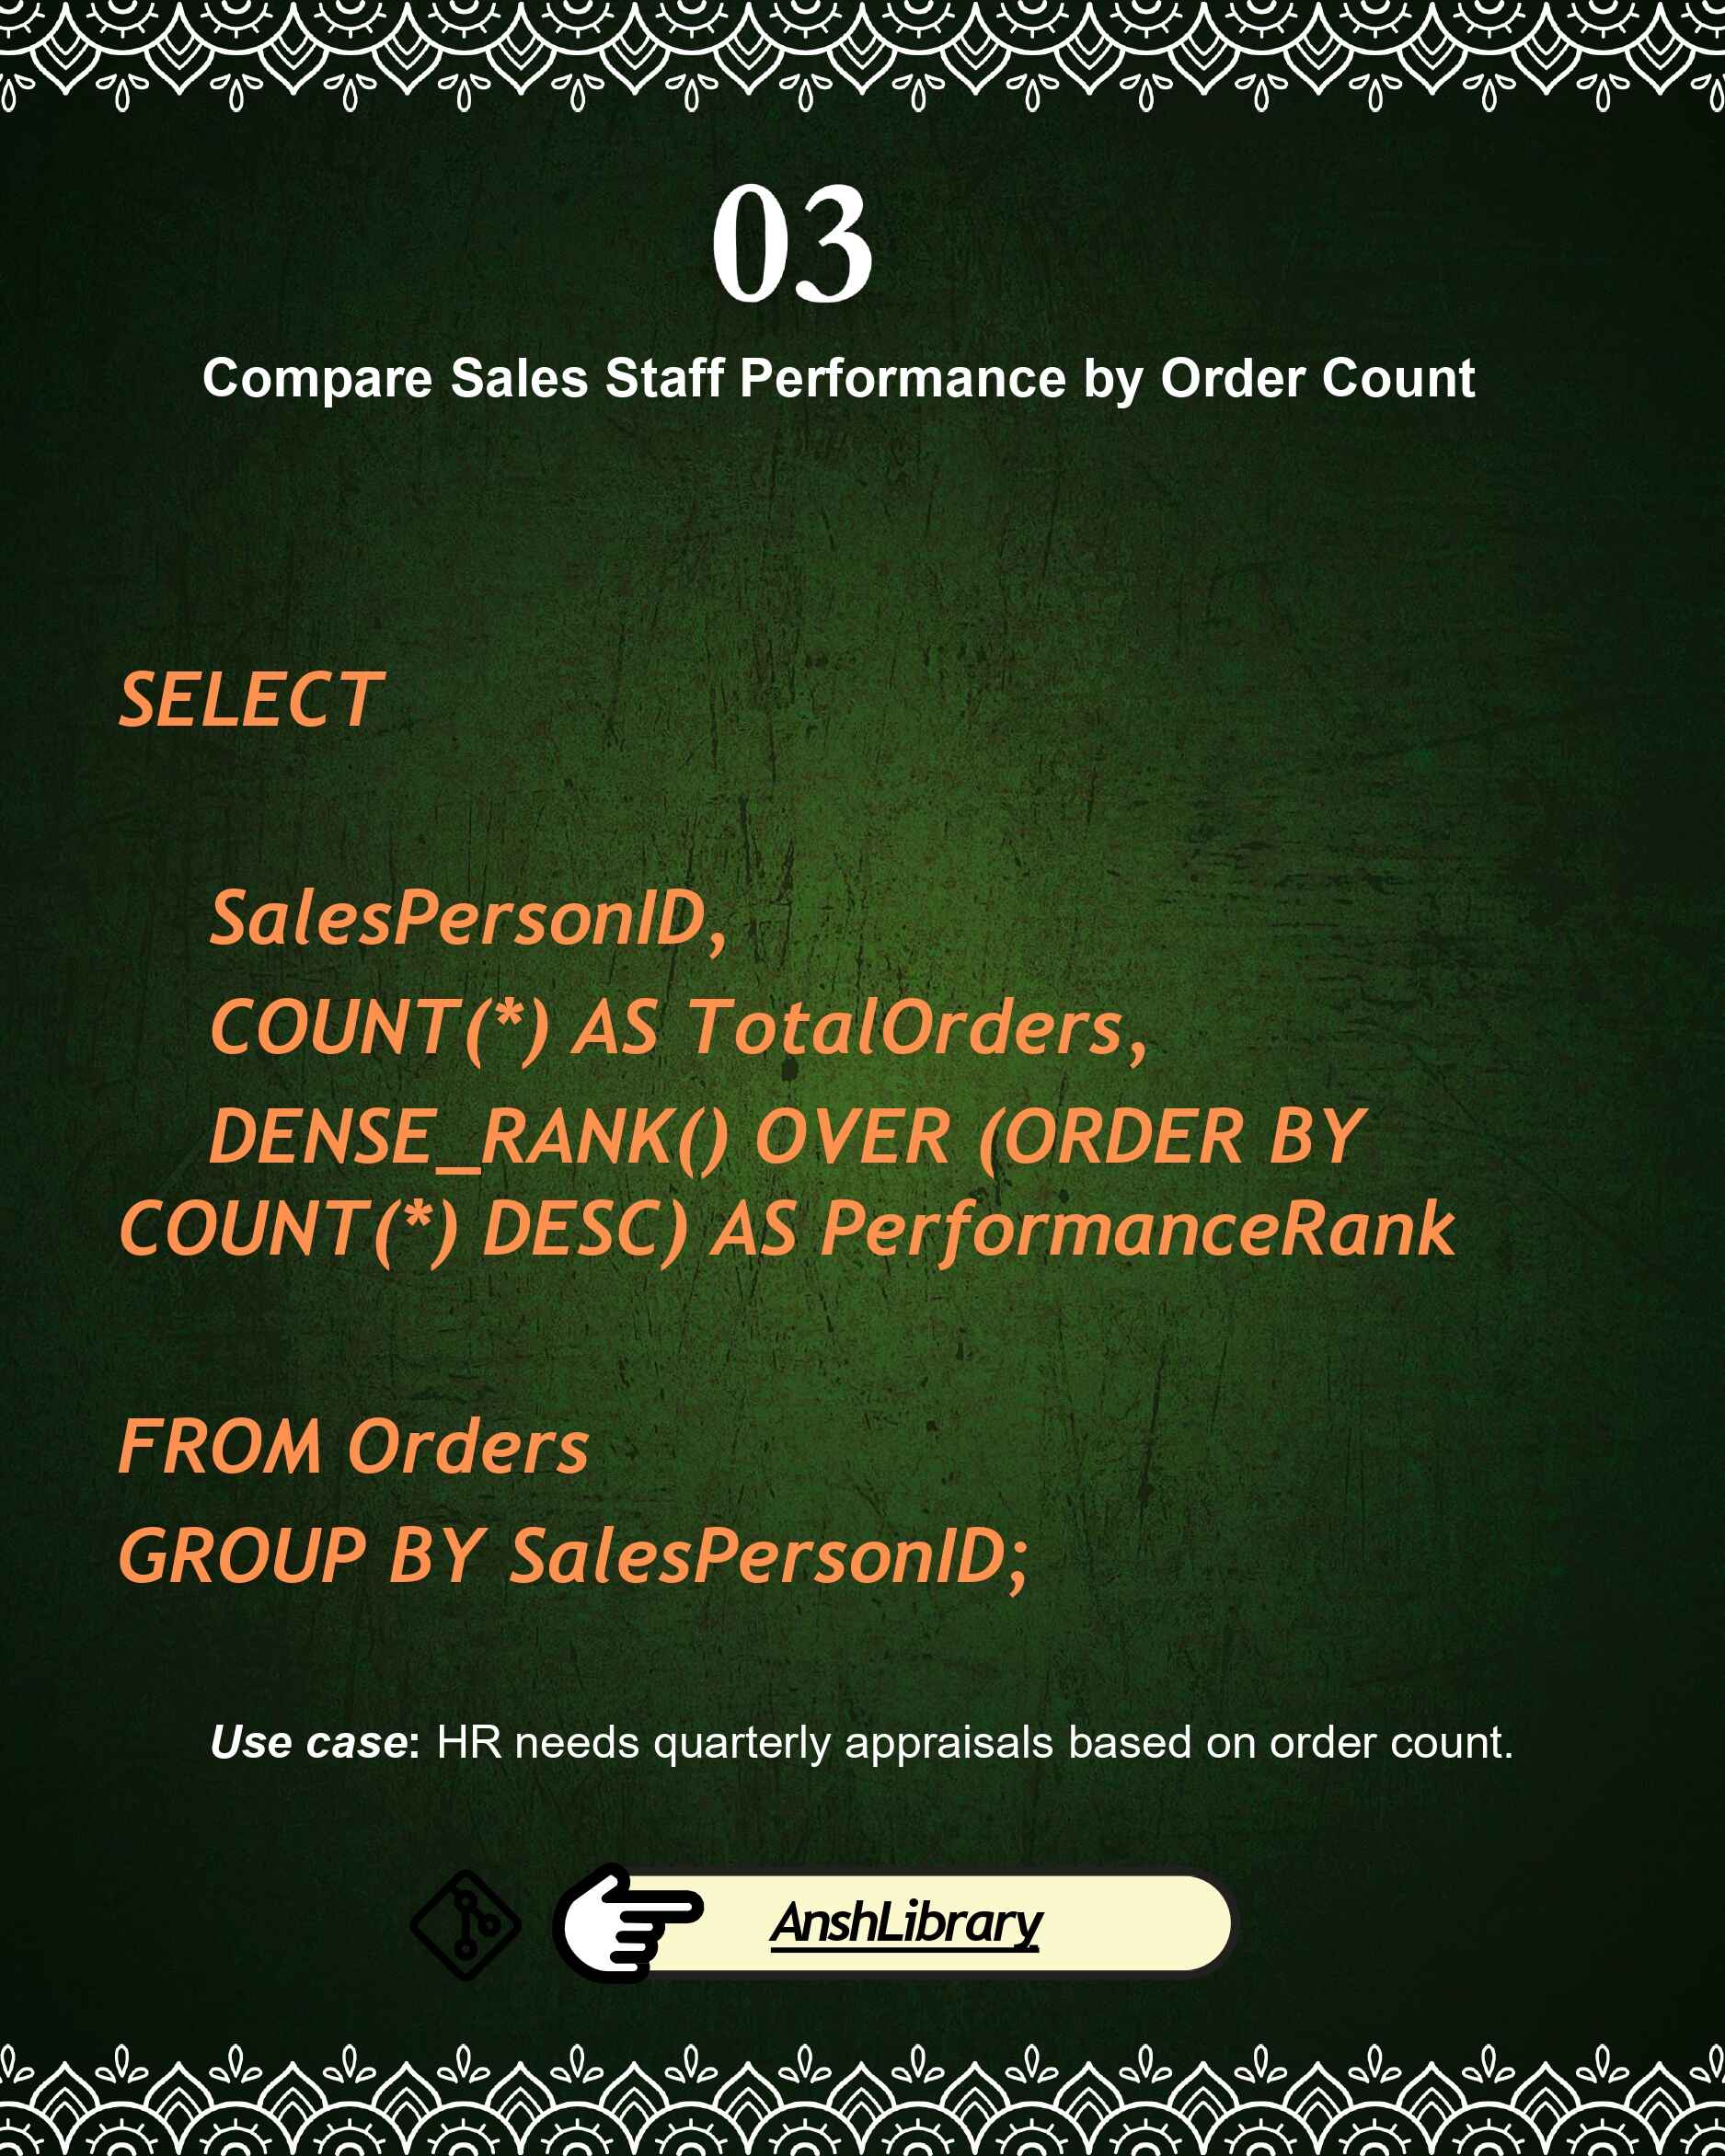 03
Compare Sales Staff Performance by Order Count
SELECT
SalesPersonID,
COUNT(*) AS TotalOrders,
DENSE_RANK() OVER (ORDER BY
COUNT(*) DESC) AS PerformanceRank
FROM Orders
GROUP BY SalesPersonID;
Use case: HR needs quarterly appraisals based on order count.
AnshLibrary